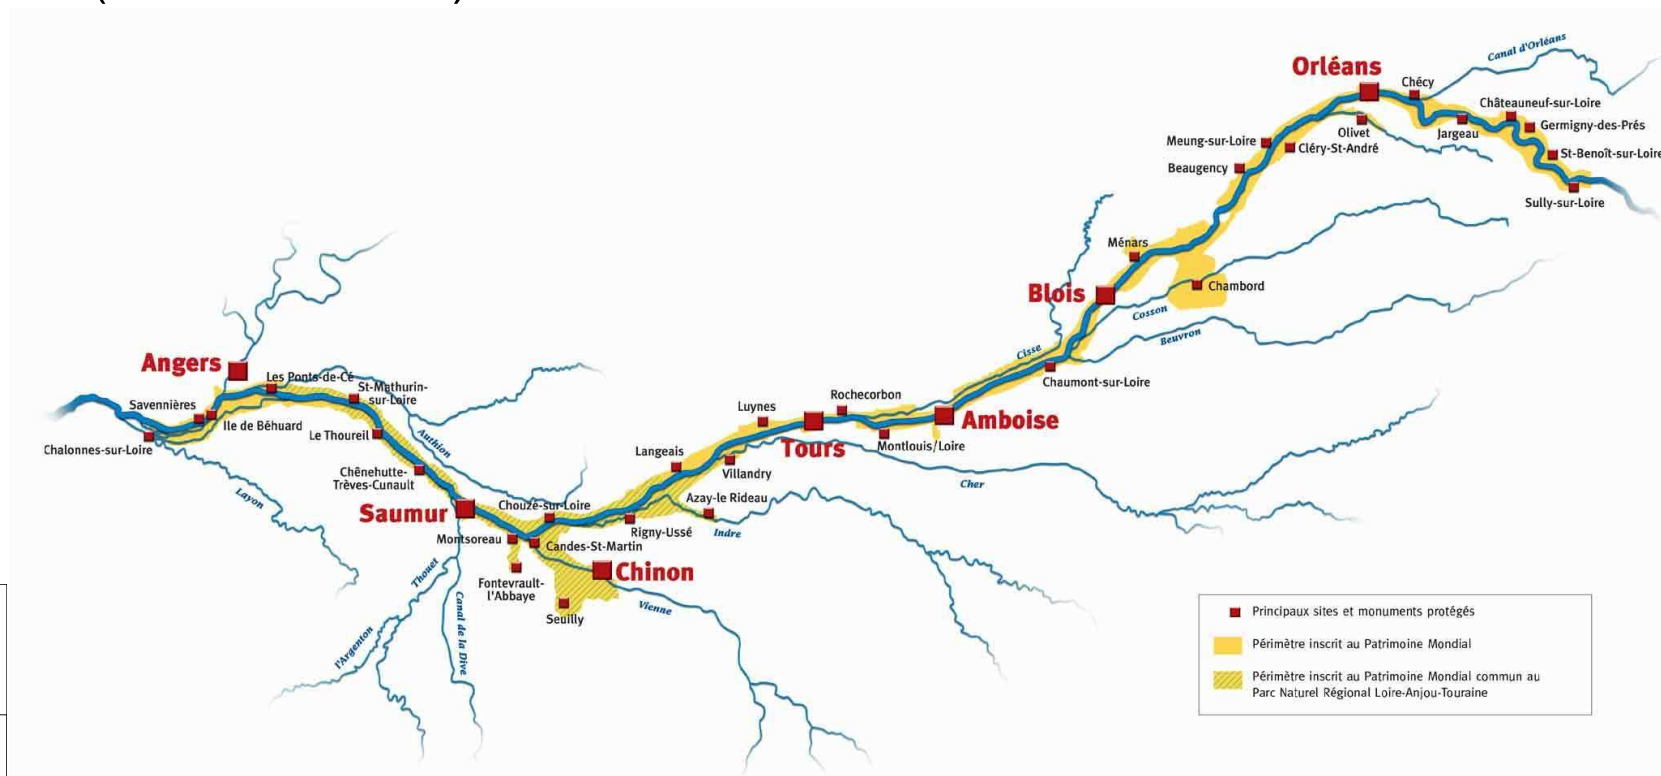 Canal d'Orléans
Orléans
Chécy
Châteauneuf-sur-Loire
Germigny-des-Prés
Jargeau
Olivet
Meung-sur-Loire
Cléry-St-André
St-Benoît-sur-Loire
Beaugency
Sully-sur-Loire
Ménars
Chambord
Blois
Cosson
Beuvron
Cisse
Chaumont-sur-Loire
Angers
Les Ponts-de-Cé
St-Mathurin-
sur-Loire
Savennières
Ile de Béhuard
Le Thoureil
Chalonnes-sur-Loire
Authion
Chênehutte-
Trèves-Cunault
Layon
Rochecorbon
Luynes
Amboise
Tours
Montlouis/Loire
Langeais
Villandry
Cher
Azay-le Rideau
Saumur
Chouzé-sur-Loire
Rigny-Ussé
Indre
Montsoreau
Candes-St-Martin
Chinon
Fontevrault-
l'Abbaye
Seuilly
Vienne
Thouet
Canal de la Dive
l'Argenton
Principaux sites et monuments protégés
Périmètre inscrit au Patrimoine Mondial
Périmètre inscrit au Patrimoine Mondial commun au
Parc Naturel Régional Loire-Anjou-Touraine